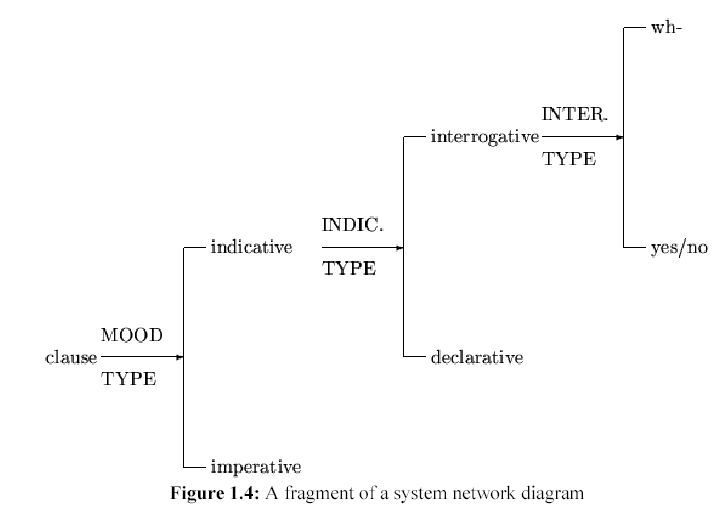 wh-
INTER.
interrogative
TYPE
INDIC.
indicative
yes/no
TYPE
MOOD
clause
declarative
TYPE
imperative
Figure 1.4: A fragment of a system network diagram